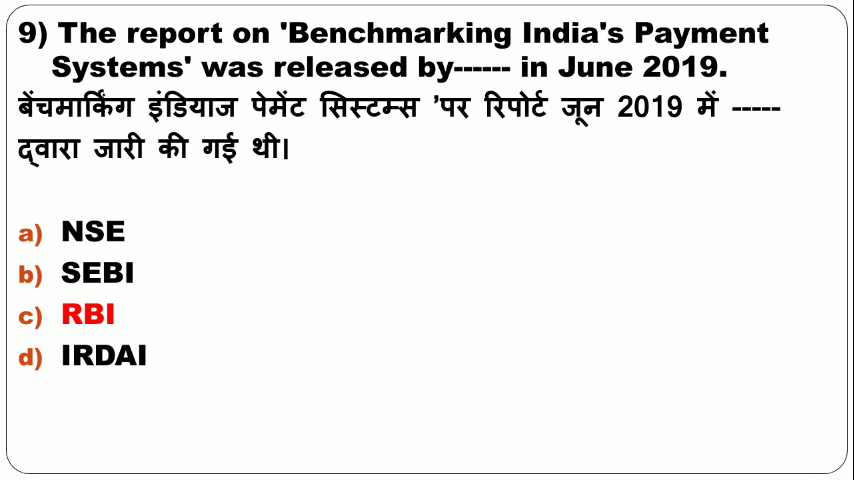 9) The report on 'Benchmarking India's Payment
Systems' was released by------ in June 2019.
बेंचमार्किंग इंडियाज पेमेंट सिस्टम्स ’पर रिपोर्ट जून 2019 में -----
द्वारा जारी की गई थी।
a) NSE
b) SEBI
c) RBI
d) IRDAI